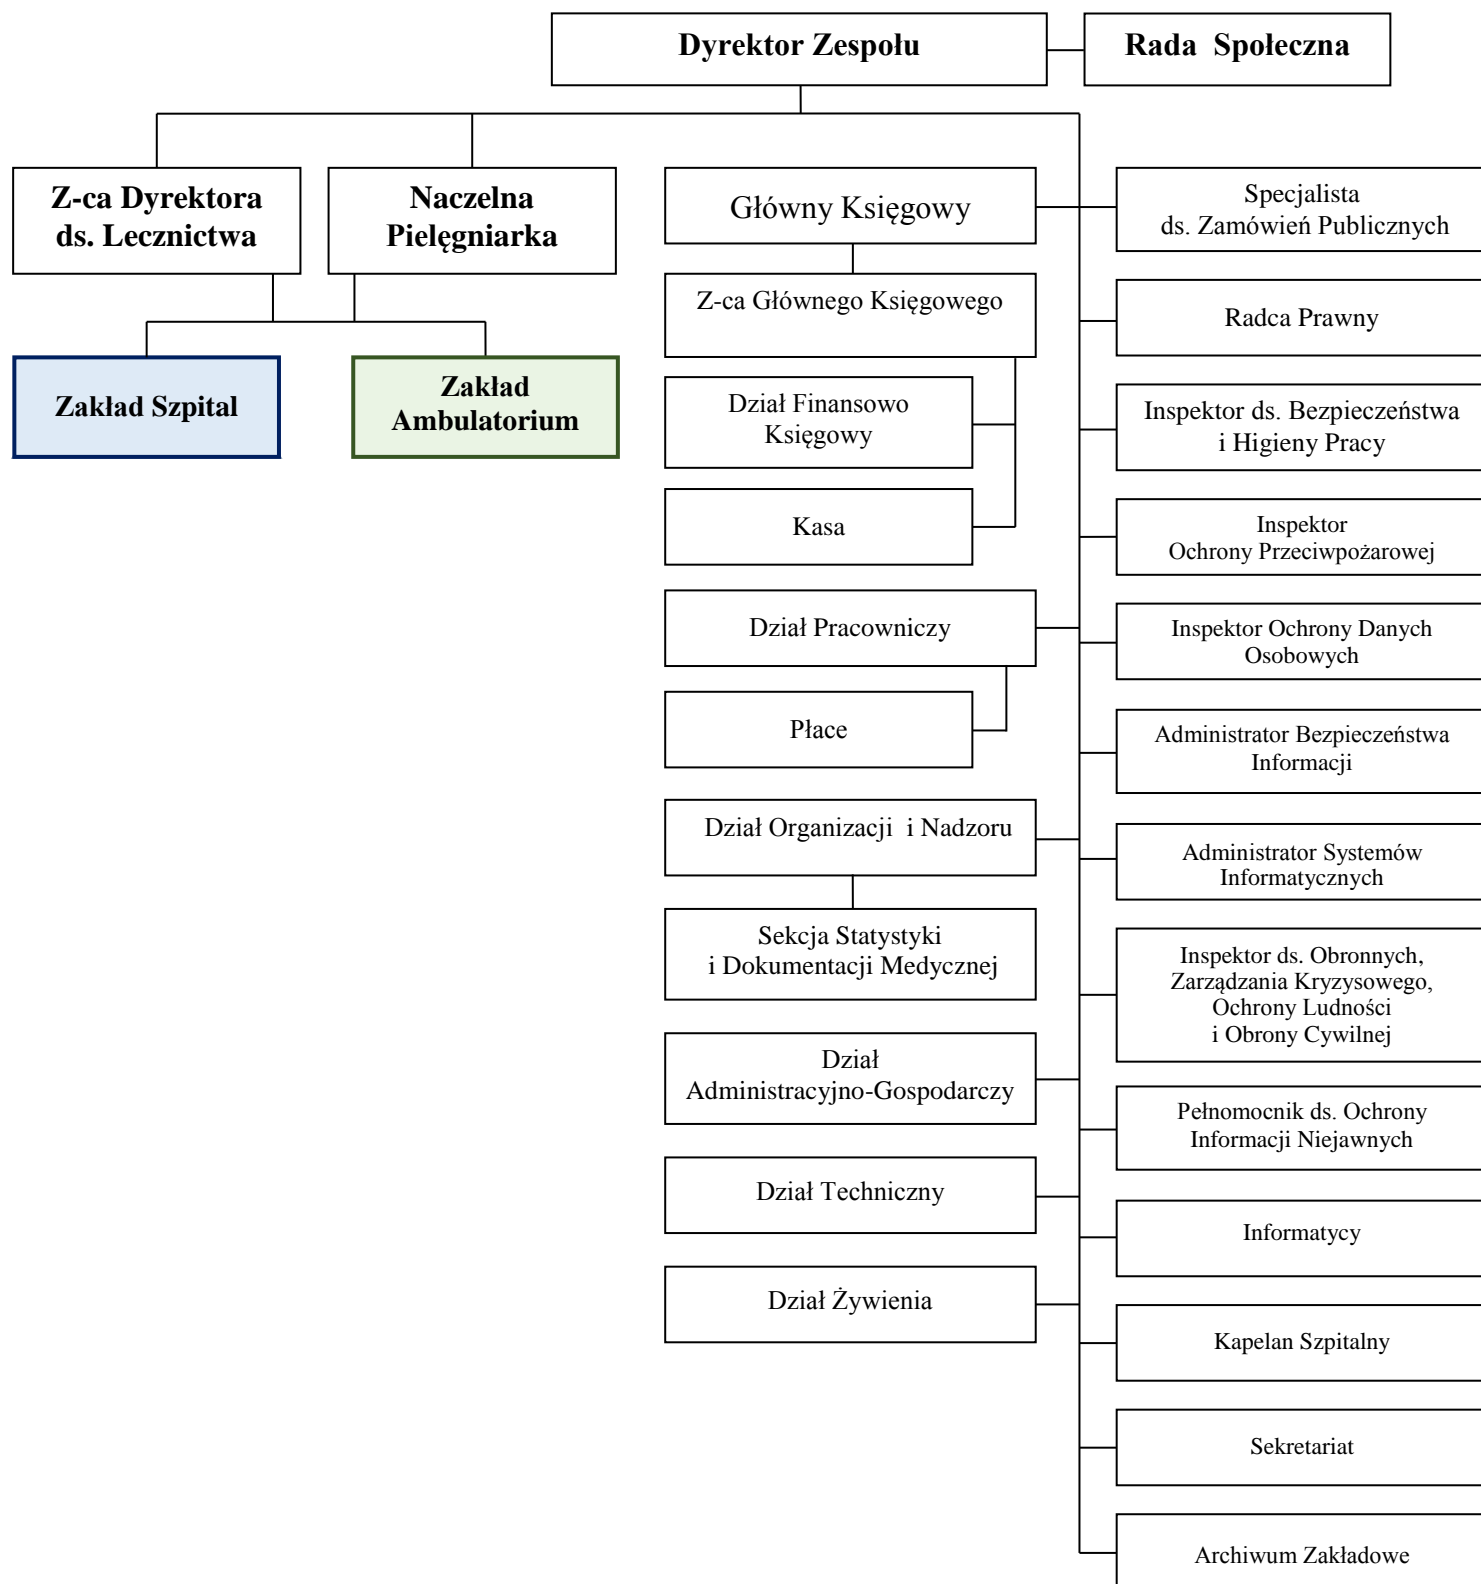 Dyrektor Zespołu
Rada Społeczna
Z-ca Dyrektora
ds. Lecznictwa
Naczelna
Pielęgniarka
Zakład Szpital
Zakład
Ambulatorium
Główny Księgowy
Z-ca Głównego Księgowego
Dział Finansowo
Księgowy
Kasa
Dział Pracowniczy
Płace
Dział Organizacji i Nadzoru
Sekcja Statystyki
i Dokumentacji Medycznej
Dział
Administracyjno-Gospodarczy
Dział Techniczny
Dział Żywienia
Specjalista
ds. Zamówień Publicznych
Radca Prawny
Inspektor ds. Bezpieczeństwa
i Higieny Pracy
Inspektor
Ochrony Przeciwpożarowej
Inspektor Ochrony Danych
Osobowych
Administrator Bezpieczeństwa
Informacji
Administrator Systemów
Informatycznych
Inspektor ds. Obronnych,
Zarządzania Kryzysowego,
Ochrony Ludności
i Obrony Cywilnej
Pełnomocnik ds. Ochrony
Informacji Niejawnych
Informatycy
Kapelan Szpitalny
Sekretariat
Archiwum Zakładowe